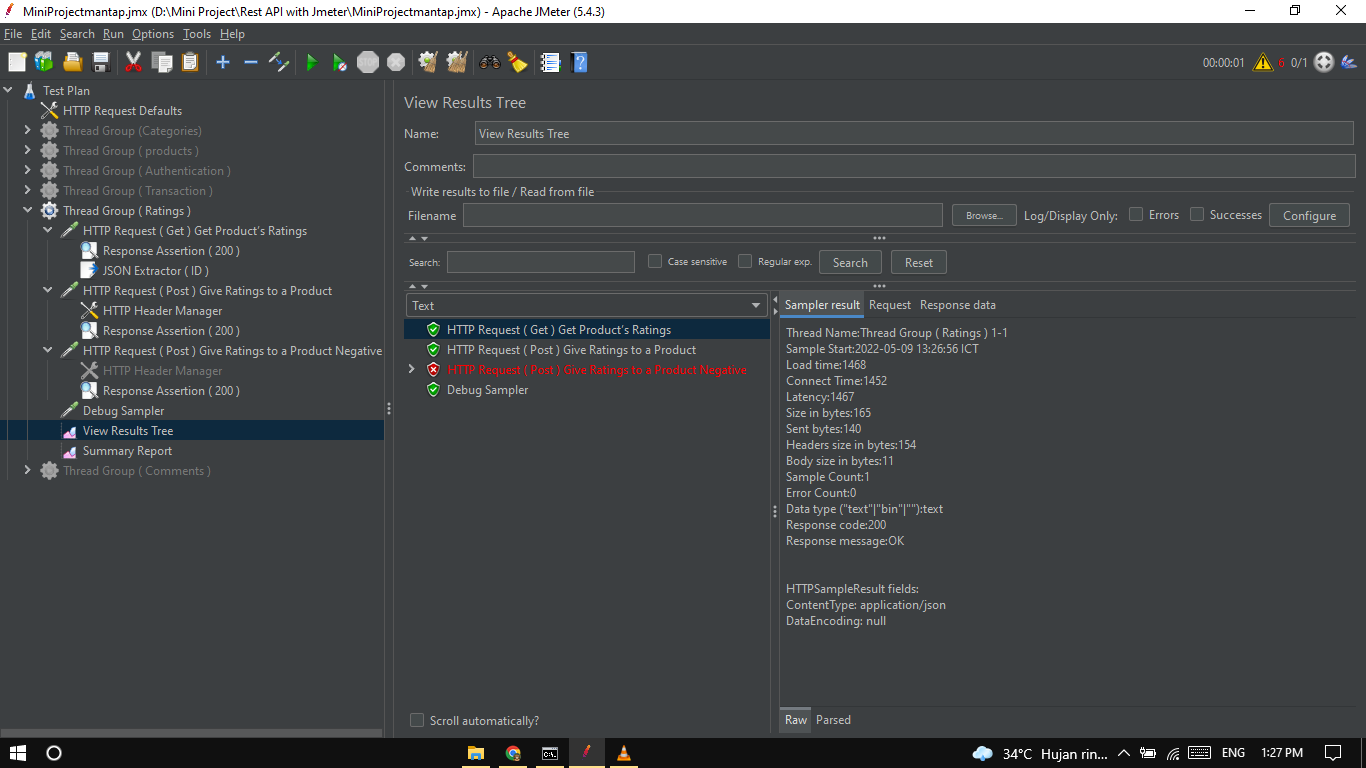 MiniProjectmantap.jmx (D:\Mini Project\Rest API with Jmeter\MiniProjectmantap.jmx) - Apache JMeter (5.4.3)
File Edit Search Run Options Tools Help
STOP 00:00:01 6 0/1
Test Plan
HTTP Request Defaults
Thread Group (Categories)
Thread Group ( products )
Thread Group ( Authentication )
Thread Group ( Transaction )
Thread Group ( Ratings )
HTTP Request ( Get ) Get Product's Ratings
Response Assertion ( 200 )
JSON Extractor ( ID )
HTTP Request ( Post ) Give Ratings to a Product
HTTP Header Manager
Response Assertion ( 200 )
HTTP Request ( Post ) Give Ratings to a Product Negative
HTTP Header Manager
Response Assertion ( 200 )
Debug Sampler
View Results Tree
Summary Report
Thread Group ( Comments )
View Results Tree
Name: View Results Tree
Comments:
Write results to file / Read from file
Filename Browse... Log/Display Only: Errors Successes Configure
Search: Case sensitive Regular exp. Search Reset
Text
HTTP Request ( Get ) Get Product's Ratings
HTTP Request ( Post ) Give Ratings to a Product
HTTP Request ( Post ) Give Ratings to a Product Negative
Debug Sampler
Scroll automatically?
Sampler result Request Response data
Thread Name:Thread Group ( Ratings ) 1-1
Sample Start:2022-05-09 13:26:56 ICT
Load time:1468
Connect Time:1452
Latency:1467
Size in bytes:165
Sent bytes:140
Headers size in bytes:154
Body size in bytes:11
Sample Count:1
Error Count:0
Data type ("text"|"bin"|""):text
Response code:200
Response message:OK
HTTPSampleResult fields:
ContentType: application/json
DataEncoding: null
Raw Parsed
34°C Hujan rin... ENG 1:27 PM